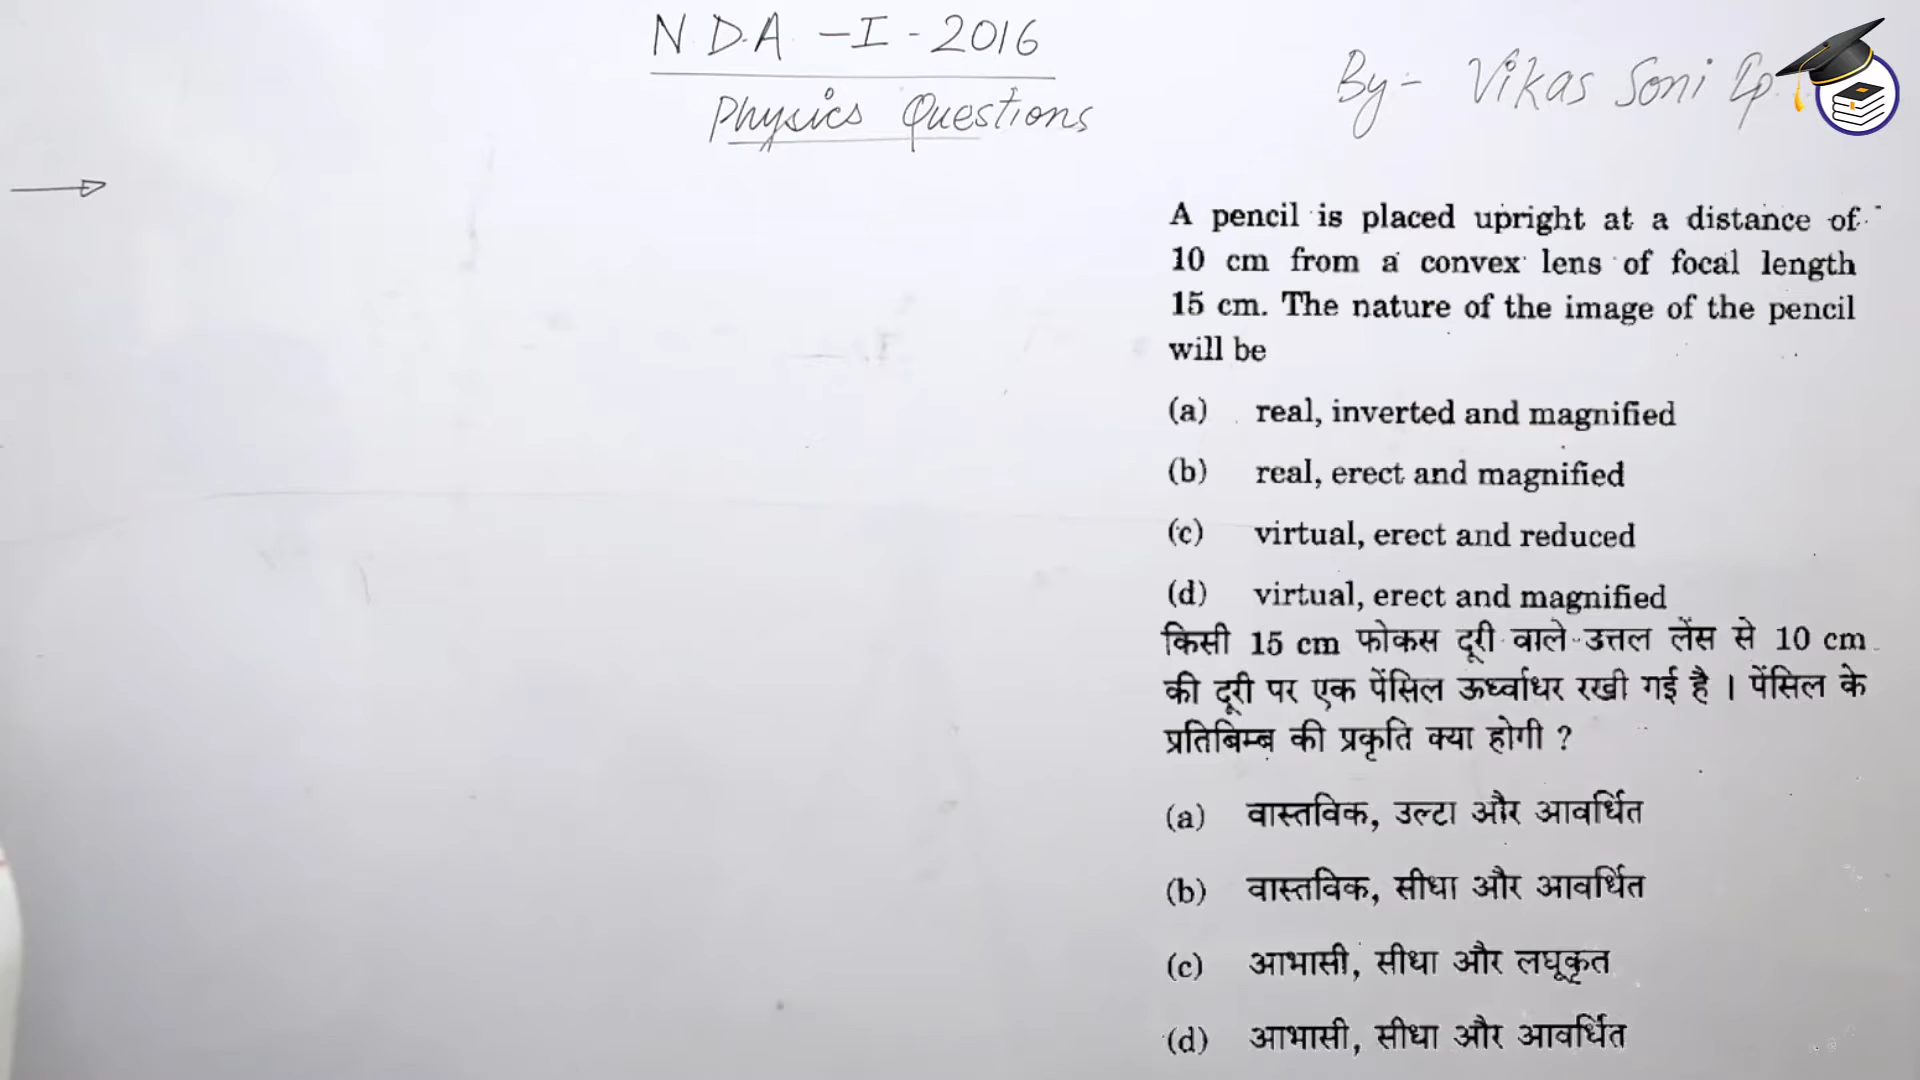 N.D.A -I-2016
Physics Questions
By- Vikas Soni
A pencil is placed upright at a distance of
10 cm from a convex lens of focal length
15 cm. The nature of the image of the pencil
will be
(a) real, inverted and magnified
(b) real, erect and magnified
(c) virtual, erect and reduced
(d) virtual, erect and magnified
किसी 15 cm फोकस दूरी वाले उत्तल लेंस से 10 cm
की दूरी पर एक पेंसिल ऊर्ध्वाधर रखी गई है । पेंसिल के
प्रतिबिम्ब की प्रकृति क्या होगी ?
(a) वास्तविक, उल्टा और आवर्धित
(b) वास्तविक, सीधा और आवर्धित
(c) आभासी, सीधा और लघूकृत
(d) आभासी, सीधा और आवर्धित